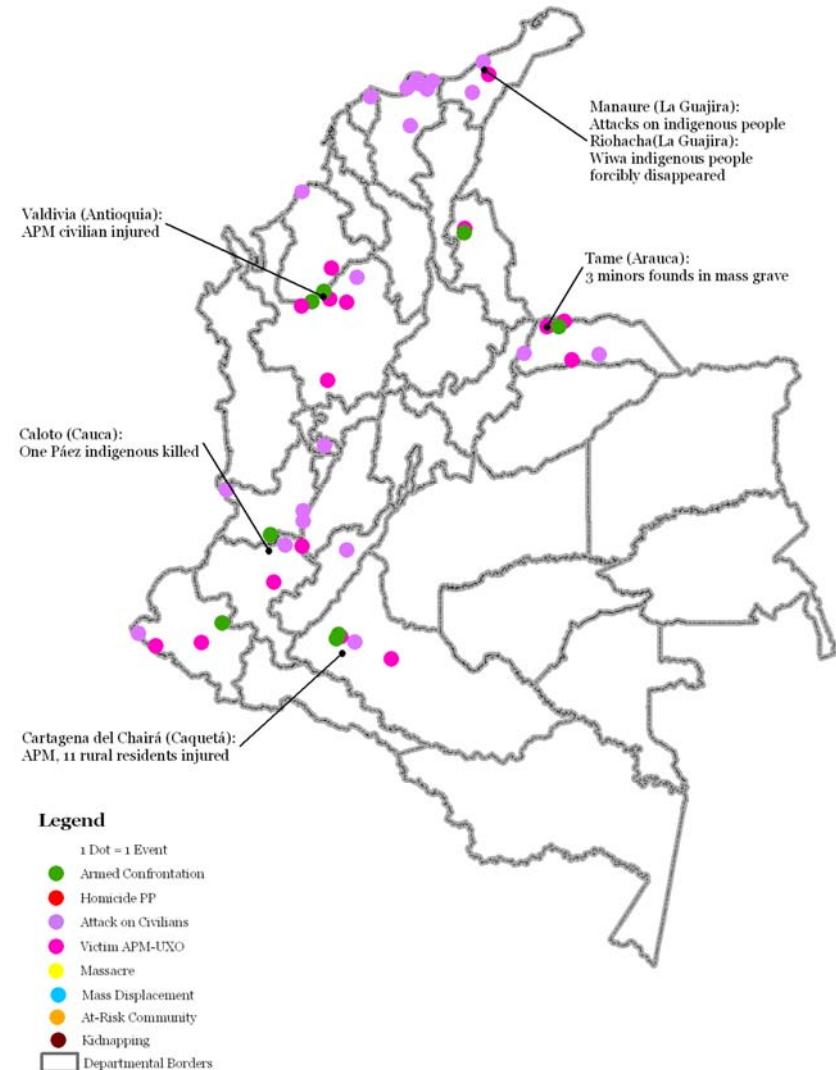 Manaure (La Guajira):
Attacks on indigenous people
Riohacha(La Guajira):
Wiwa indigenous people
forcibly disappeared
Valdivia (Antioquia):
APM civilian injured
Tame (Arauca):
3 minors founds in mass grave
Caloto (Cauca):
One Páez indigenous killed
Cartagena del Chairá (Caquetá):
APM, 11 rural residents injured
Legend
1 Dot = 1 Event
Armed Confrontation
Homicide PP
Attack on Civilians
Victim APM-UXO
Massacre
Mass Displacement
At-Risk Community
Kidnapping
Departmental Borders